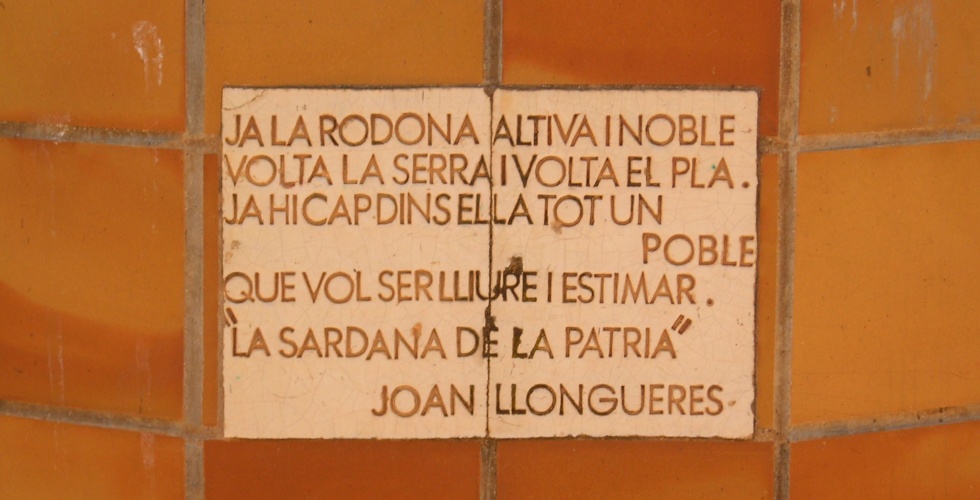 JA LA RODONA ALTIVA I NOBLE
VOLTA LA SERRA I VOLTA EL PLA.
JA HI CAP DINS ELLA TOT UN
POBLE
QUE VOL SER LLIURE I ESTIMAR.
"LA SARDANA DE LA PÀTRIA"
JOAN LLONGUERES